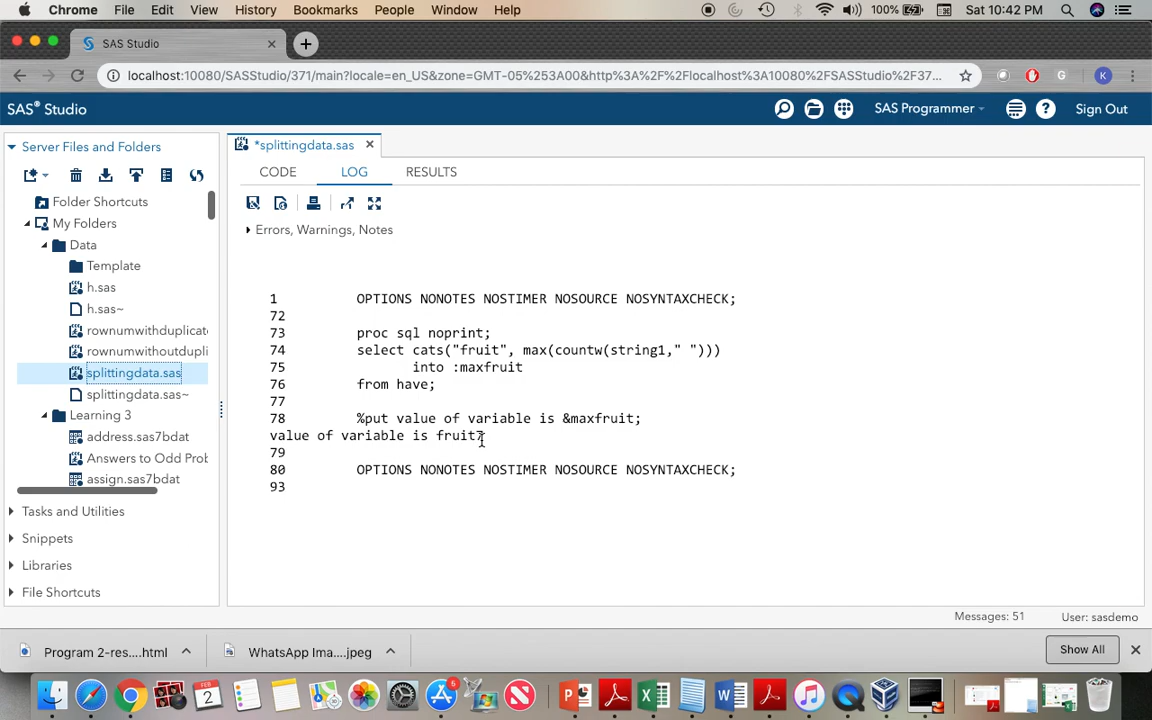 Chrome File Edit View History Bookmarks People Window Help 100% Sat 10:42 PM
SAS Studio
localhost:10080/SASStudio/371/main?locale=en_US&zone=GMT-05%253A00&http%3A%2F%2Flocalhost%3A10080%2FSASStudio%2F37...
SAS® Studio SAS Programmer Sign Out
Server Files and Folders
*splittingdata.sas
CODE LOG RESULTS
Folder Shortcuts
My Folders
Data
Template
h.sas
h.sas~
rownumwithduplicate
rownumwithoutdupli
splittingdata.sas
splittingdata.sas~
Learning 3
address.sas7bdat
Answers to Odd Prob
assign.sas7bdat
Tasks and Utilities
Snippets
Libraries
File Shortcuts
Errors, Warnings, Notes
1 OPTIONS NONOTES NOSTIMER NOSOURCE NOSYNTAXCHECK;
72
73 proc sql noprint;
74 select cats("fruit", max(countw(string1," ")))
75 into :maxfruit
76 from have;
77
78 %put value of variable is &maxfruit;
value of variable is fruit7
79
80 OPTIONS NONOTES NOSTIMER NOSOURCE NOSYNTAXCHECK;
93
Messages: 51 User: sasdemo
Program 2-res....html WhatsApp Ima....jpeg Show All
FEB
2
5